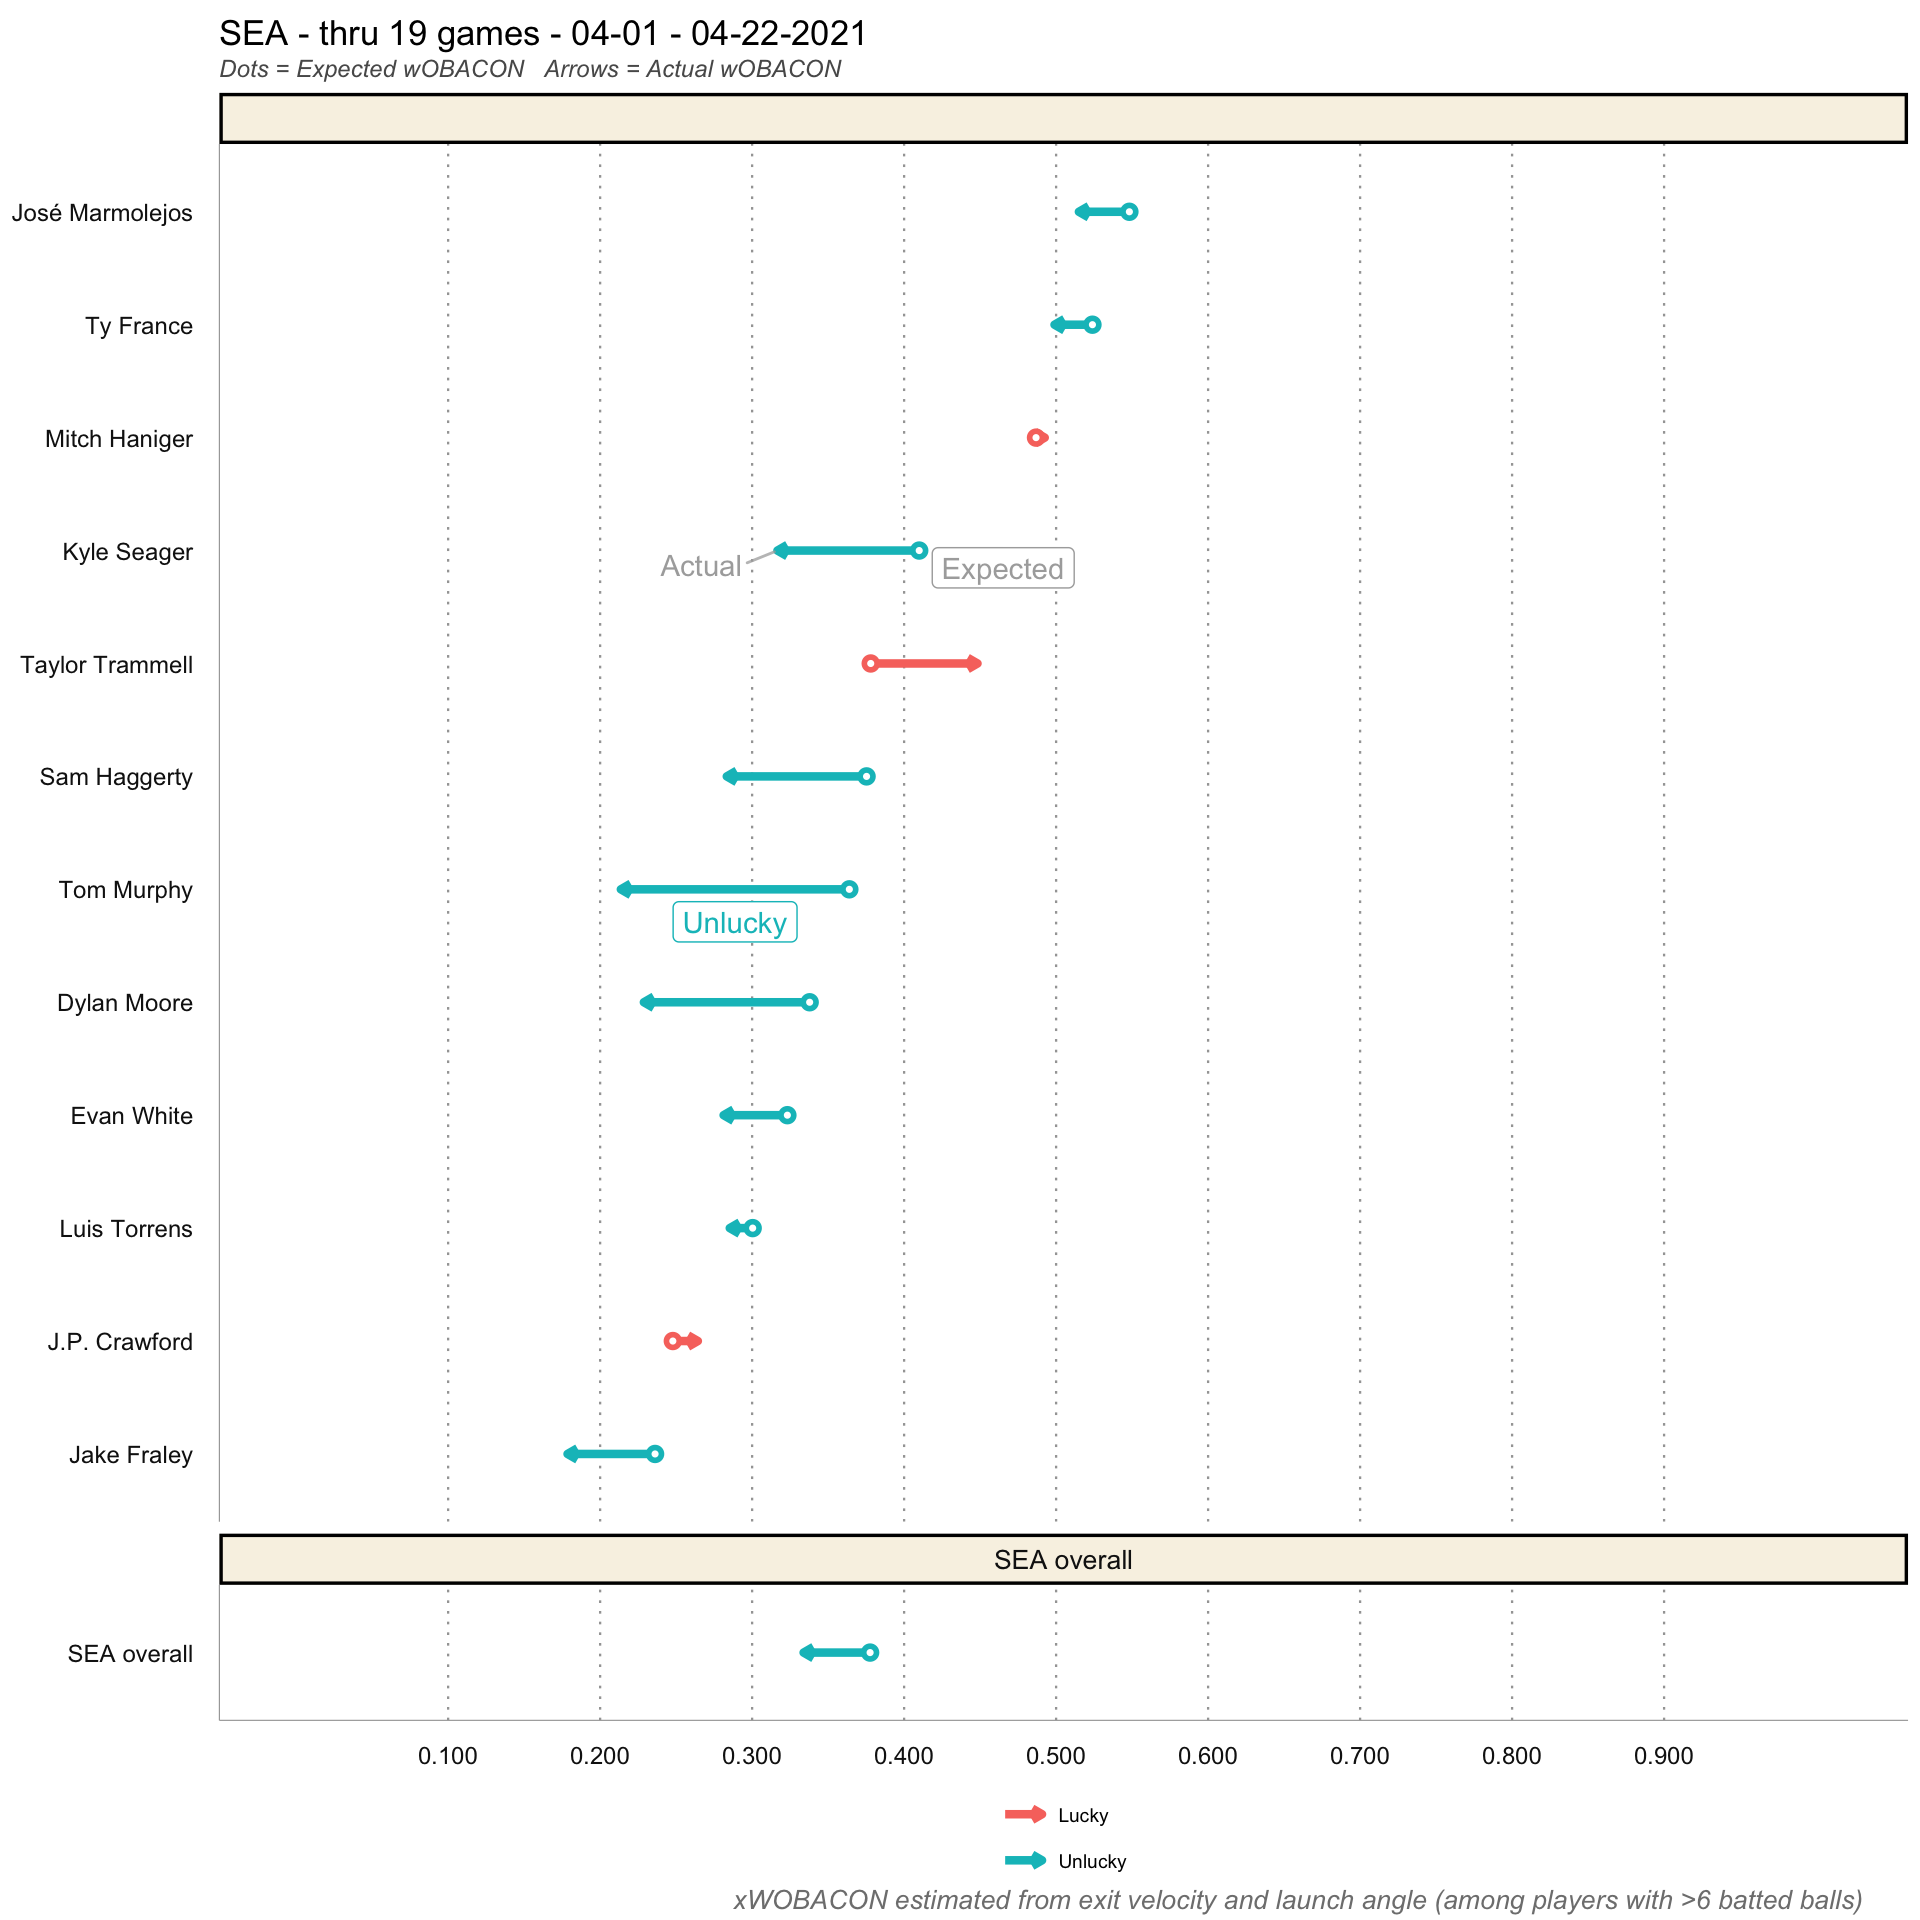 SEA - thru 19 games - 04-01 - 04-22-2021
Dots = Expected wOBACON   Arrows = Actual wOBACON
José Marmolejos
Ty France
Mitch Haniger
Kyle Seager
Actual
Expected
Taylor Trammell
Sam Haggerty
Tom Murphy
Unlucky
Dylan Moore
Evan White
Luis Torrens
J.P. Crawford
Jake Fraley
SEA overall
SEA overall
0.100 0.200 0.300 0.400 0.500 0.600 0.700 0.800 0.900
Lucky
Unlucky
xWOBACON estimated from exit velocity and launch angle (among players with >6 batted balls)